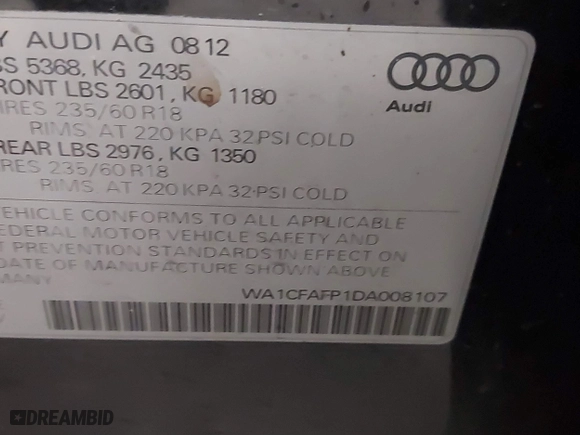 Y AUDI AG 0812
BS 5368, KG 2435
RONT LBS 2601, KG 1180
IRES 235/60 R18
RIMS AT 220 KPA 32 PSI COLD
REAR LBS 2976, KG 1350
RES 235/60 R18
RIMS AT 220 KPA 32 PSI COLD
VEHICLE CONFORMS TO ALL APPLICABLE
EDERAL MOTOR VEHICLE SAFETY AND
T PREVENTION STANDARDS IN EFFECT ON
DATE OF MANUFACTURE SHOWN ABOVE
MANY
WA1CFAFP1DA008107
Audi
DREAMBID